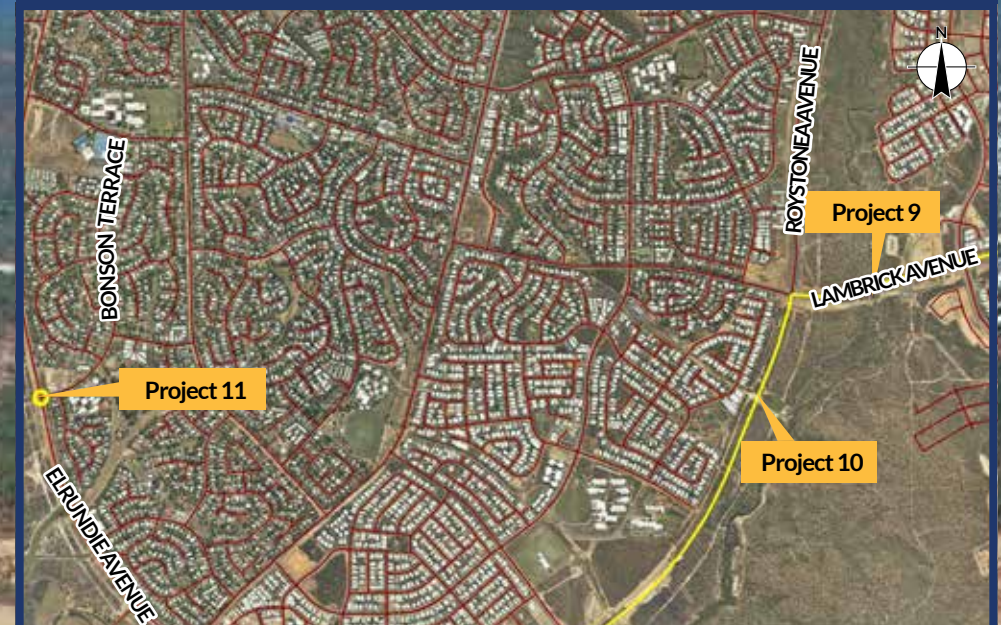 N
ROYSTONEA AVENUE
BONSON TERRACE
Project 9
LAMBRICK AVENUE
Project 11
Project 10
ELRUNDIE AVENUE